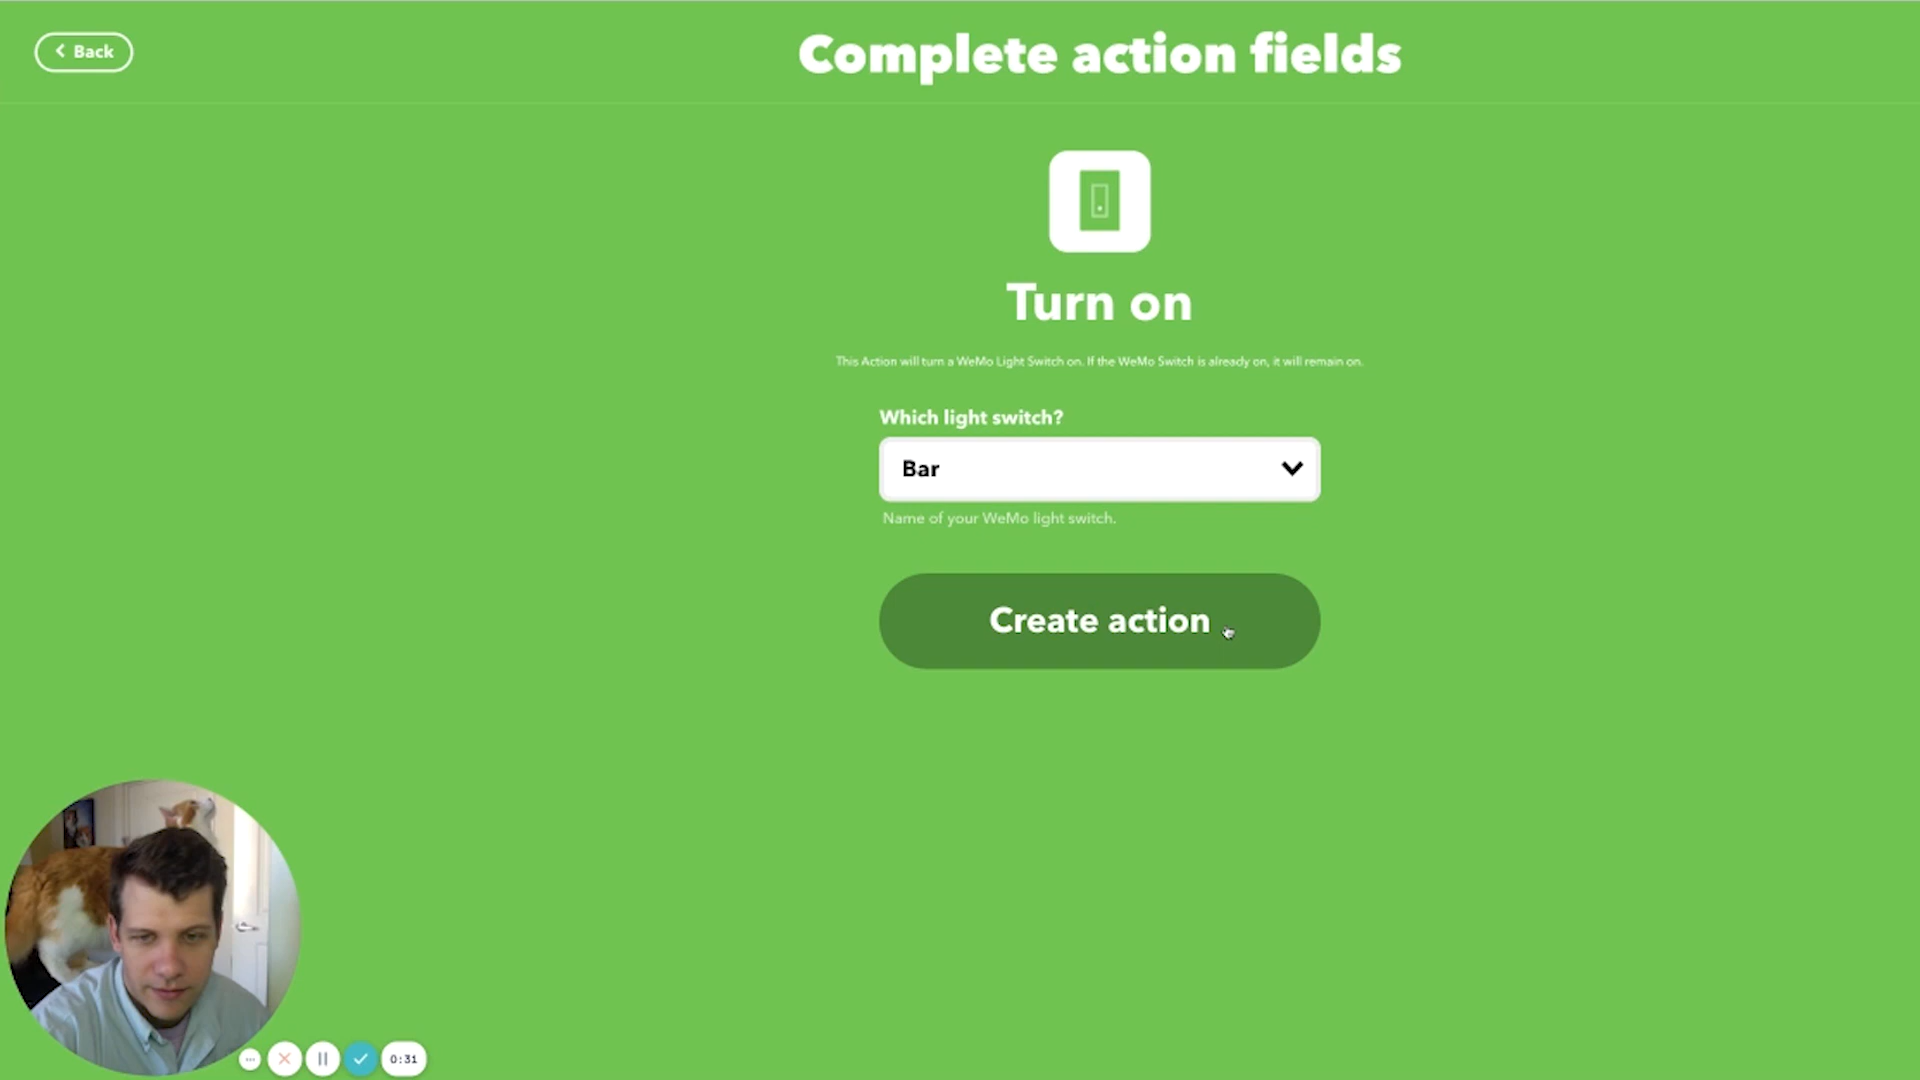 Back
Complete action fields
Turn on
This Action will turn a WeMo Light Switch on. If the WeMo Switch is already on, it will remain on.
Which light switch?
Bar
Name of your WeMo light switch.
Create action
0:31